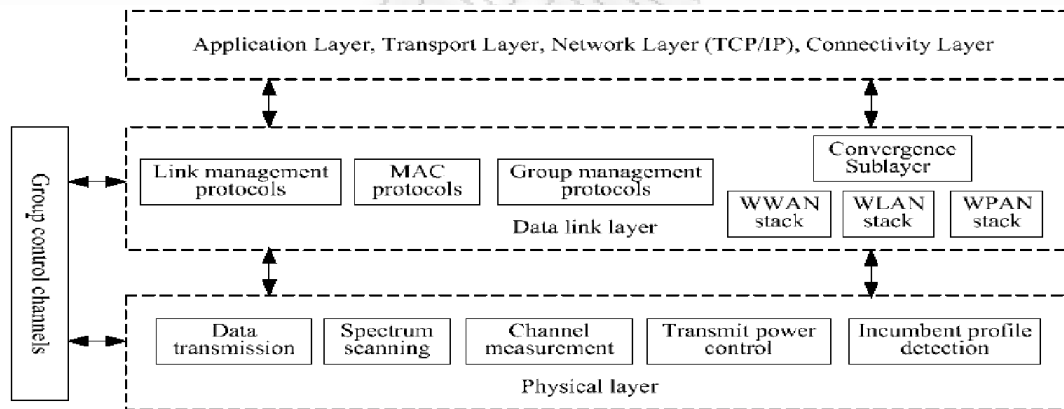 Application Layer, Transport Layer, Network Layer (TCP/IP), Connectivity Layer
Group control channels
Link management
protocols
MAC
protocols
Group management
protocols
Convergence
Sublayer
WWAN
stack
WLAN
stack
WPAN
stack
Data link layer
Data
transmission
Spectrum
scanning
Channel
measurement
Transmit power
control
Incumbent profile
detection
Physical layer